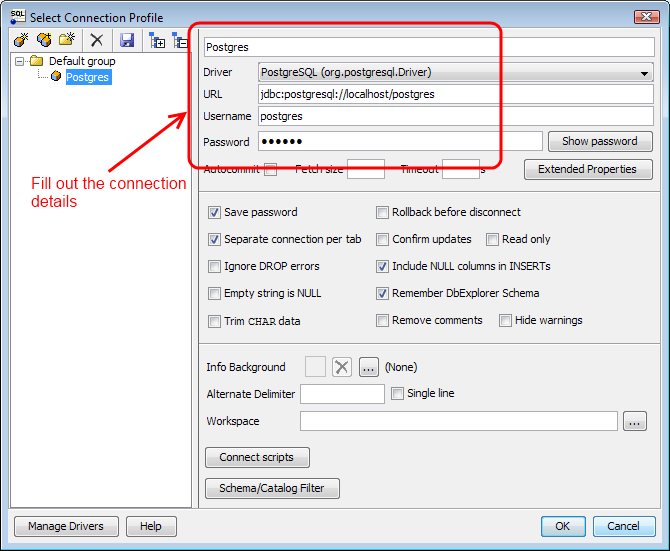 SQL Select Connection Profile
Default group
Postgres
Fill out the connection
details
Postgres
Driver PostgreSQL (org.postgresql.Driver)
URL jdbc:postgresql://localhost/postgres
Username postgres
Password ●●●●●● Show password
Autocommit Fetch size Timeout s Extended Properties
Save password Rollback before disconnect
Separate connection per tab Confirm updates Read only
Ignore DROP errors Include NULL columns in INSERTs
Empty string is NULL Remember DbExplorer Schema
Trim CHAR data Remove comments Hide warnings
Info Background ... (None)
Alternate Delimiter Single line
Workspace ...
Connect scripts
Schema/Catalog Filter
Manage Drivers Help OK Cancel